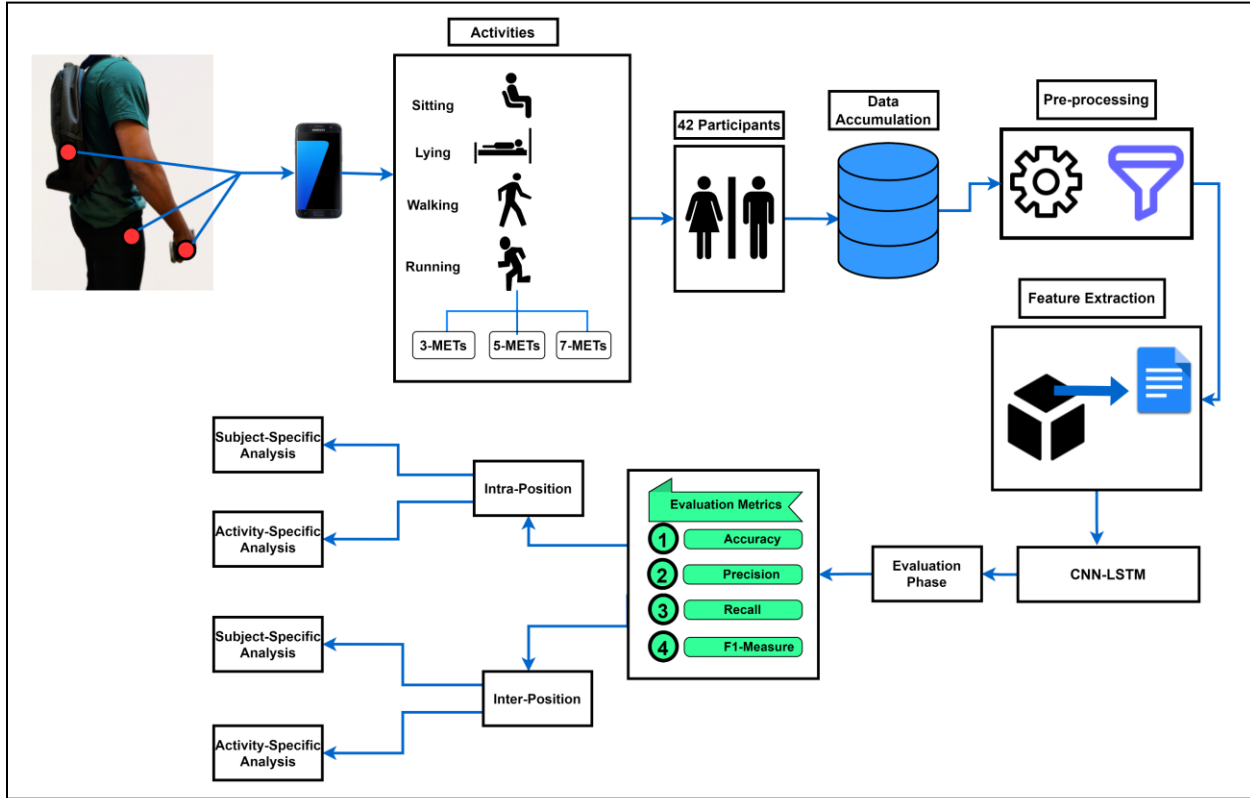 Activities
Sitting
Lying
Walking
Running
3-METs
5-METs
7-METs
42 Participants
Data
Accumulation
Pre-processing
Feature Extraction
CNN-LSTM
Evaluation
Phase
Evaluation Metrics
1 Accuracy
2 Precision
3 Recall
4 F1-Measure
Intra-Position
Subject-Specific
Analysis
Activity-Specific
Analysis
Inter-Position
Subject-Specific
Analysis
Activity-Specific
Analysis